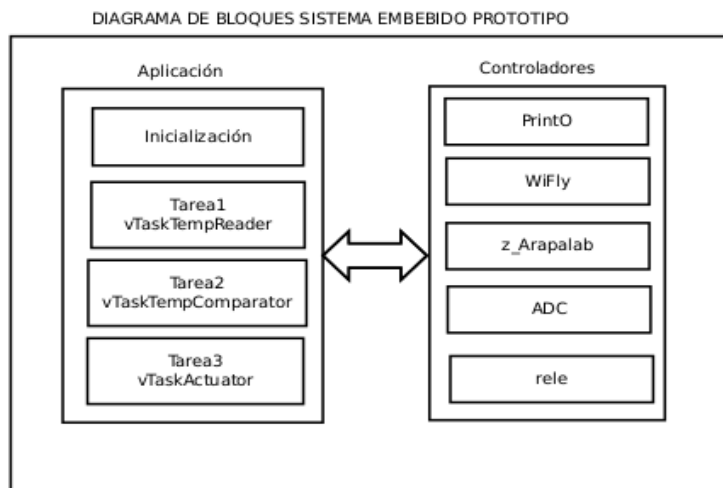 DIAGRAMA DE BLOQUES SISTEMA EMBEBIDO PROTOTIPO
Aplicación
Inicialización
Tarea1
vTaskTempReader
Tarea2
vTaskTempComparator
Tarea3
vTaskActuator
Controladores
PrintO
WiFly
z_Arapalab
ADC
rele